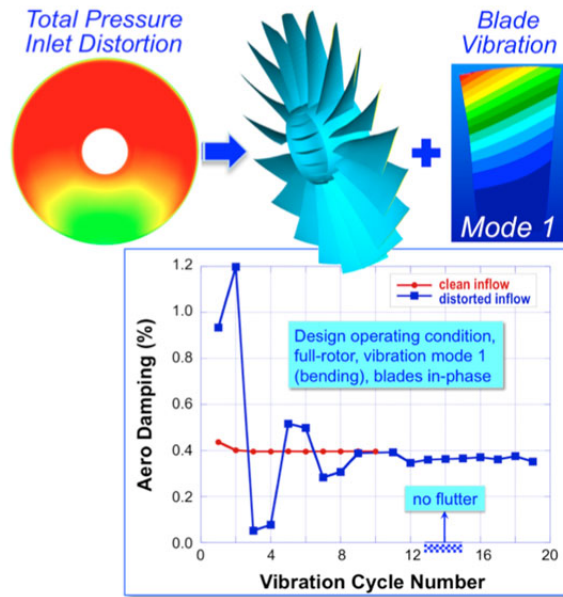 Total Pressure
Inlet Distortion
Blade
Vibration
Mode 1
clean inflow
distorted inflow
Design operating condition,
full-rotor, vibration mode 1
(bending), blades in-phase
no flutter
Aero Damping (%)
1.2
1.0
0.8
0.6
0.4
0.2
0.0
0
4
8
12
16
20
Vibration Cycle Number